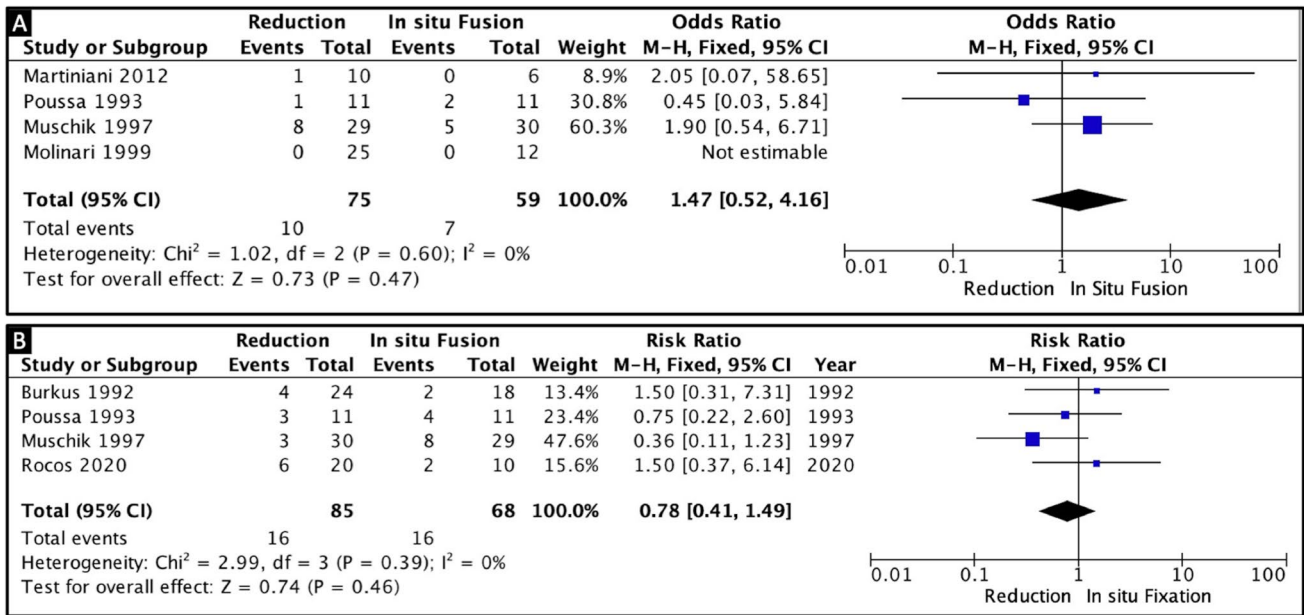 A
Reduction In situ Fusion Odds Ratio Odds Ratio
Study or Subgroup Events Total Events Total Weight M-H, Fixed, 95% CI M-H, Fixed, 95% CI
Martiniani 2012 1 10 0 6 8.9% 2.05 [0.07, 58.65]
Poussa 1993 1 11 2 11 30.8% 0.45 [0.03, 5.84]
Muschik 1997 8 29 5 30 60.3% 1.90 [0.54, 6.71]
Molinari 1999 0 25 0 12 Not estimable
Total (95% CI) 75 59 100.0% 1.47 [0.52, 4.16]
Total events 10 7
Heterogeneity: Chi² = 1.02, df = 2 (P = 0.60); I² = 0%
Test for overall effect: Z = 0.73 (P = 0.47)
0.01 0.1 1 10 100
Reduction In Situ Fusion
B
Reduction In situ Fusion Risk Ratio Risk Ratio
Study or Subgroup Events Total Events Total Weight M-H, Fixed, 95% CI Year M-H, Fixed, 95% CI
Burkus 1992 4 24 2 18 13.4% 1.50 [0.31, 7.31] 1992
Poussa 1993 3 11 4 11 23.4% 0.75 [0.22, 2.60] 1993
Muschik 1997 3 30 8 29 47.6% 0.36 [0.11, 1.23] 1997
Rocos 2020 6 20 2 10 15.6% 1.50 [0.37, 6.14] 2020
Total (95% CI) 85 68 100.0% 0.78 [0.41, 1.49]
Total events 16 16
Heterogeneity: Chi² = 2.99, df = 3 (P = 0.39); I² = 0%
Test for overall effect: Z = 0.74 (P = 0.46)
0.01 0.1 1 10 100
Reduction In situ Fixation